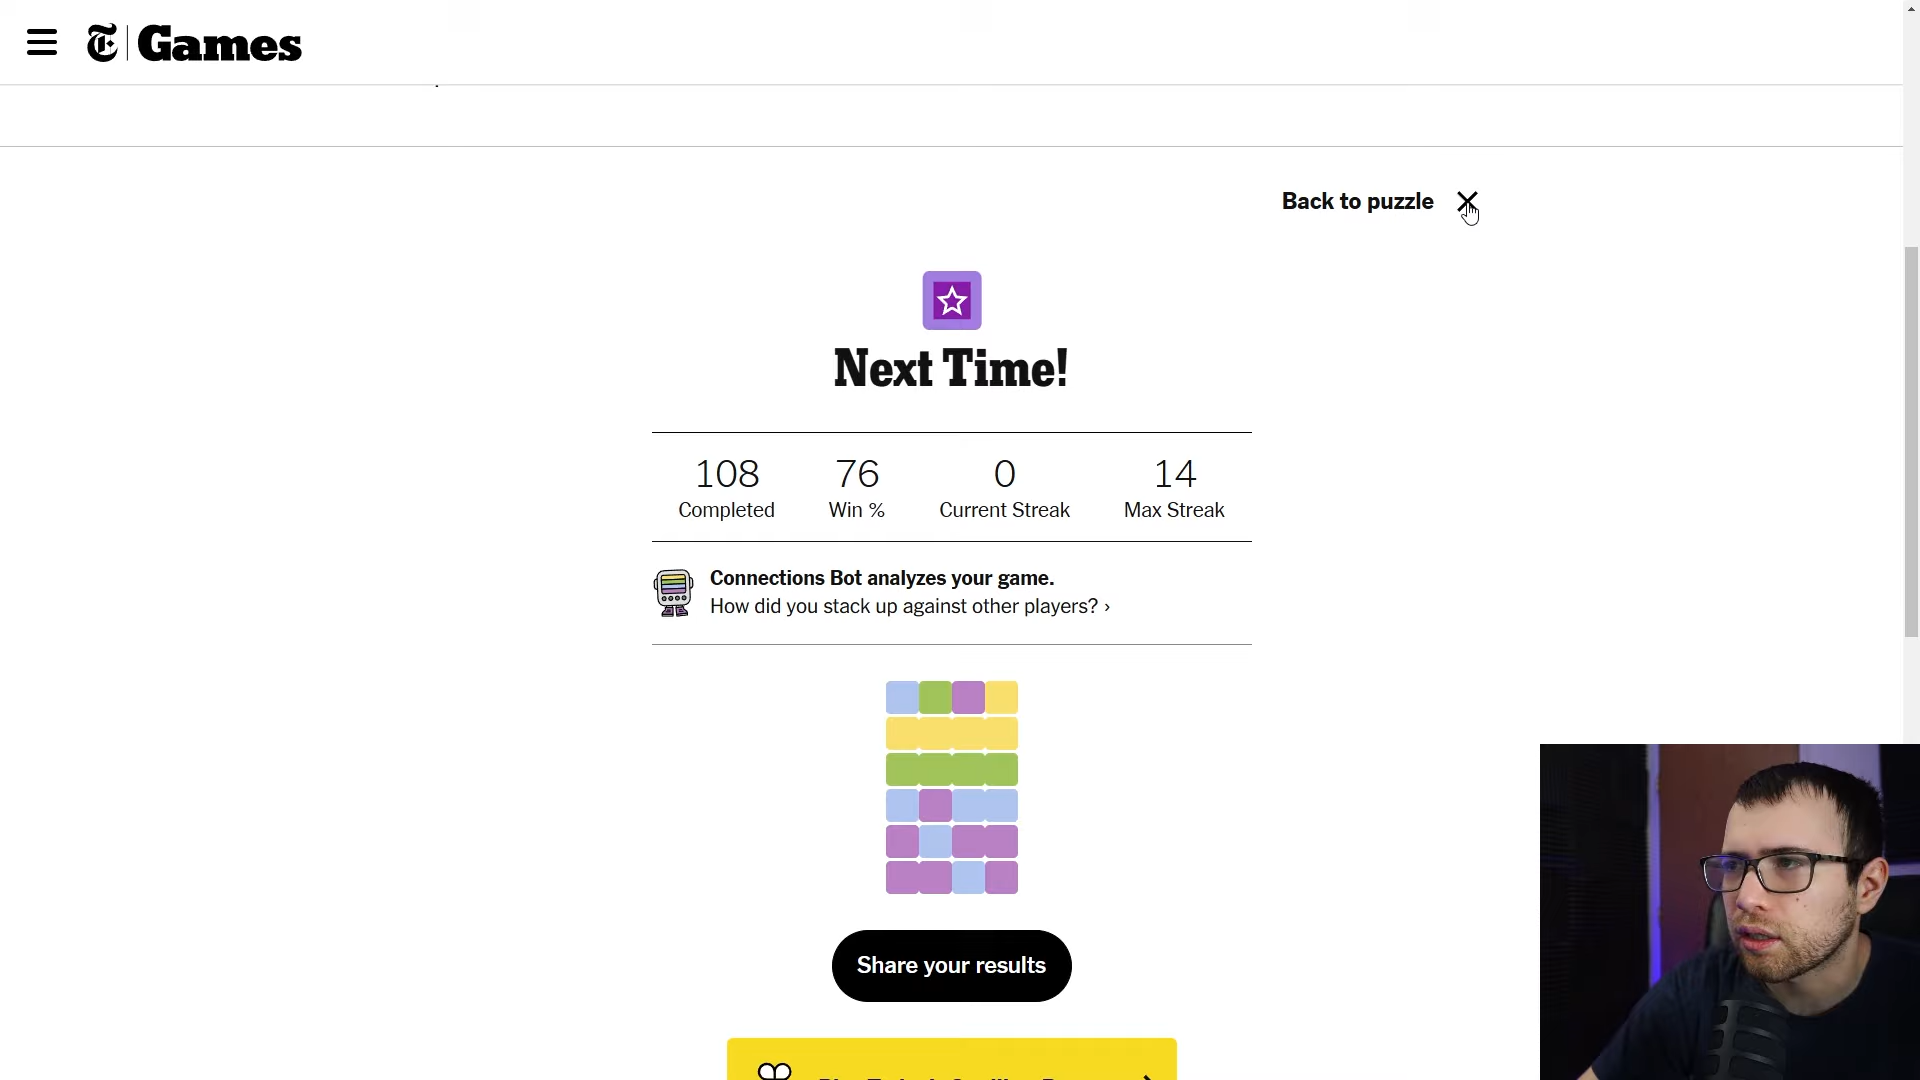 Games
Back to puzzle
Next Time!
108 76 0 14
Completed Win % Current Streak Max Streak
Connections Bot analyzes your game.
How did you stack up against other players? ›
Share your results